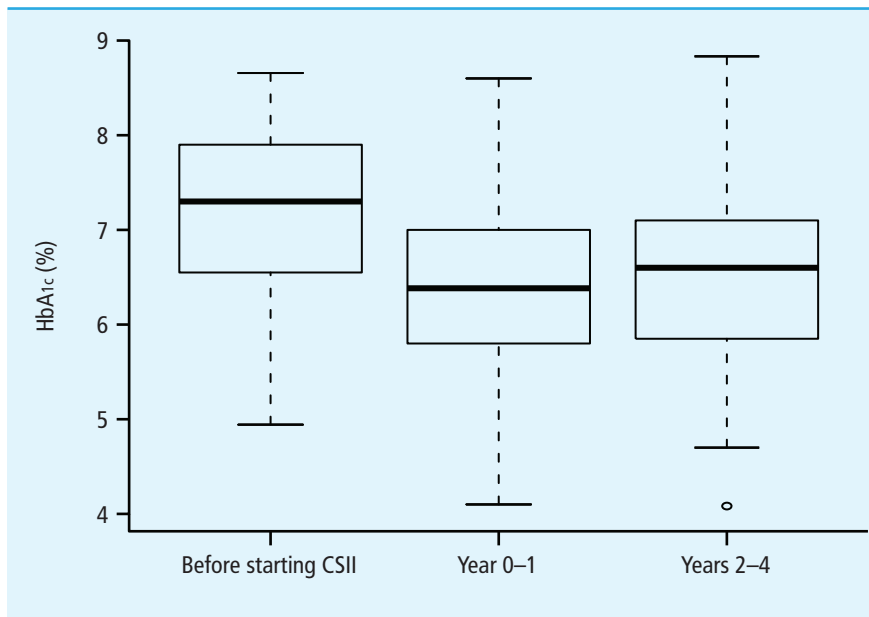 9
8
7
6
5
4
HbA1c (%)
Before starting CSII
Year 0–1
Years 2–4